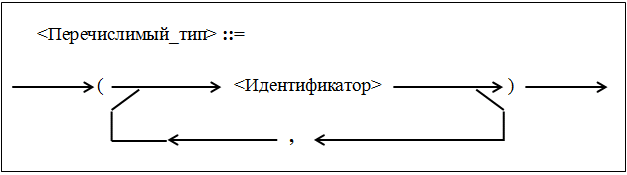 <Перечислимый_тип> ::=
( <Идентификатор> )
,